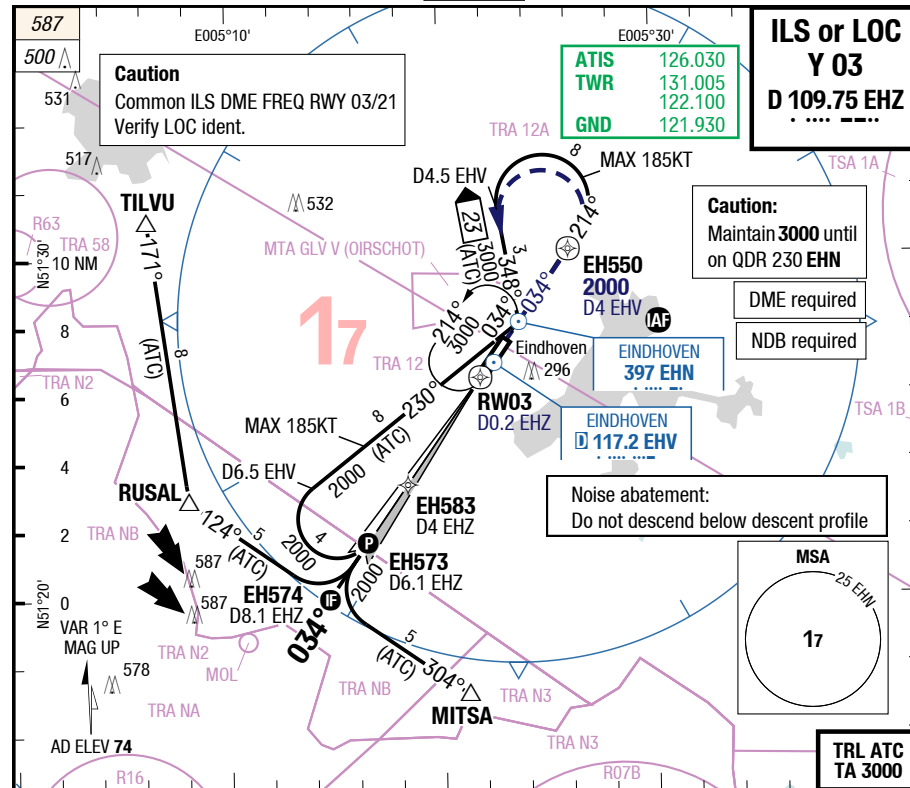 587
500
E005°10'
E005°30'
ILS or LOC
Y 03
D 109.75 EHZ
Caution
Common ILS DME FREQ RWY 03/21
Verify LOC ident.
ATIS 126.030
TWR 131.005
122.100
GND 121.930
531
517
TRA 12A
8
MAX 185KT
TSA 1A
D4.5 EHV
TILVU
532
R63
TRA 58
171°
10 NM
N51°30'
MTA GLV V (OIRSCHOT)
23
3000
(ATC)
3
348°
214°
034°
EH550
2000
D4 EHV
Caution:
Maintain 3000 until
on QDR 230 EHN
DME required
NDB required
IAF
214°
3000
034°
8
(ATC)
8
17
Eindhoven
296
EINDHOVEN
397 EHN
TRA N2
TRA 12
6
RW03
D0.2 EHZ
EINDHOVEN
D 117.2 EHV
TSA 1B
MAX 185KT
8
230°
(ATC)
2000
4
D6.5 EHV
RUSAL
EH583
D4 EHZ
Noise abatement:
Do not descend below descent profile
124°
5
(ATC)
2000
4
2
TRA NB
P
EH573
D6.1 EHZ
587
587
EH574
D8.1 EHZ
IF
2000
034°
MSA
25 EHN
17
0
N51°20'
VAR 1° E
MAG UP
578
TRA N2
MOL
TRA NA
TRA NB
5
(ATC)
304°
MITSA
TRA N3
TRA N3
AD ELEV 74
R16
R07B
TRL ATC
TA 3000